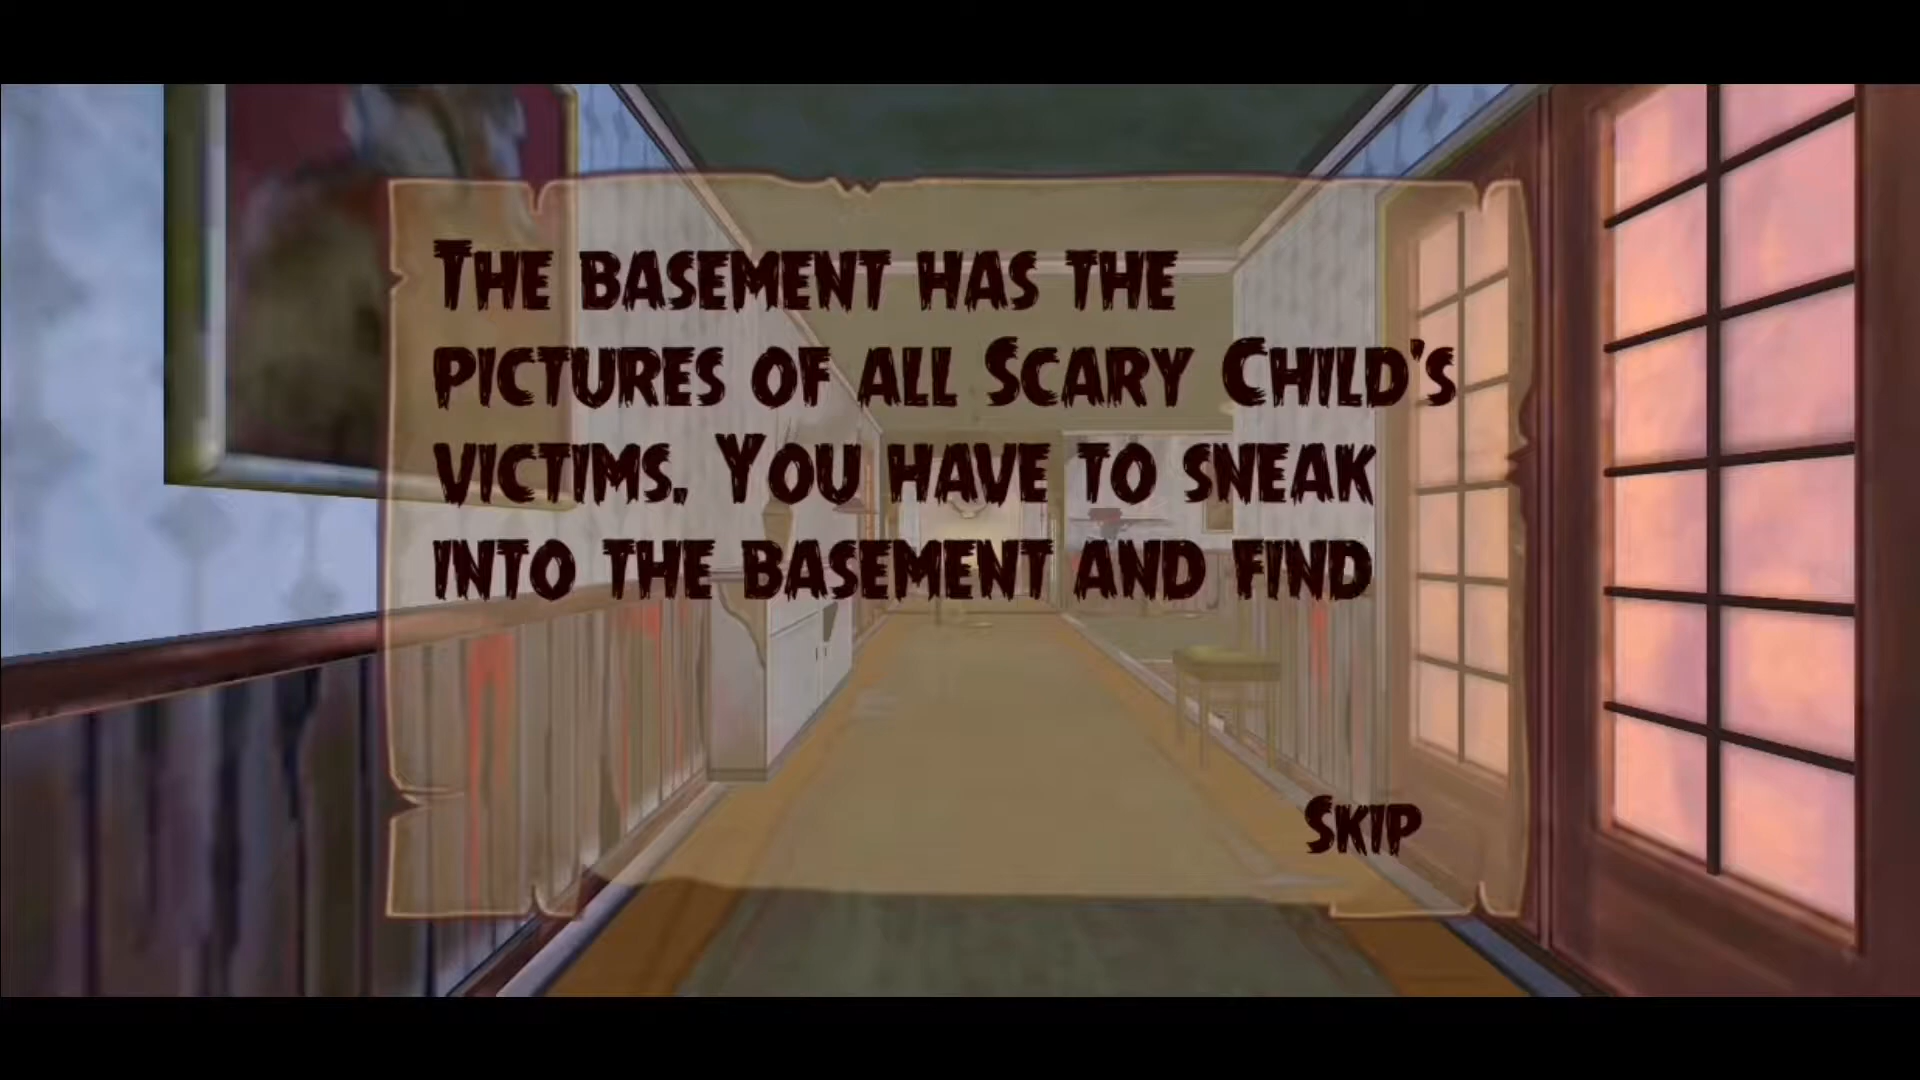 The basement has the
pictures of all Scary Child's
victims. You have to sneak
into the basement and find
Skip